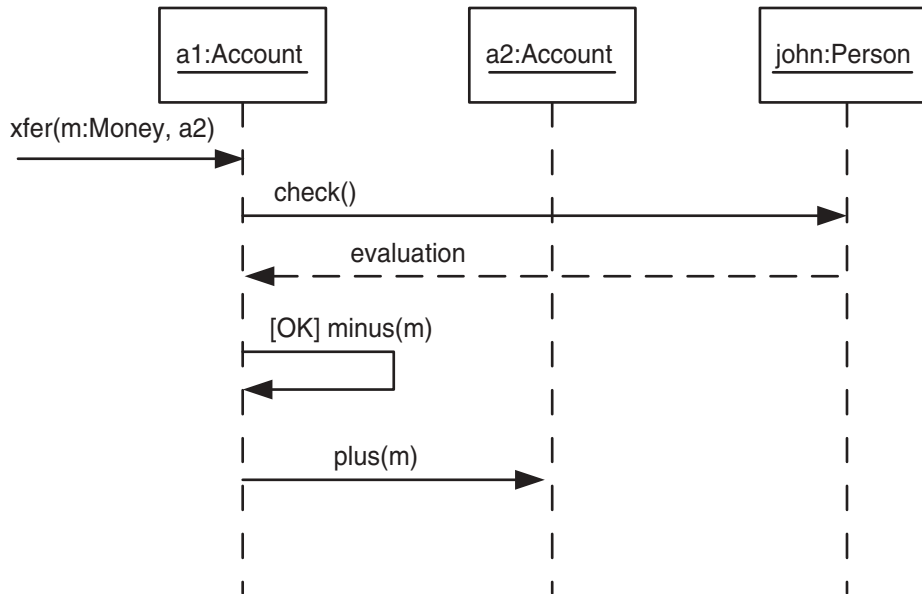 a1:Account
a2:Account
john:Person
xfer(m:Money, a2)
check()
evaluation
[OK] minus(m)
plus(m)